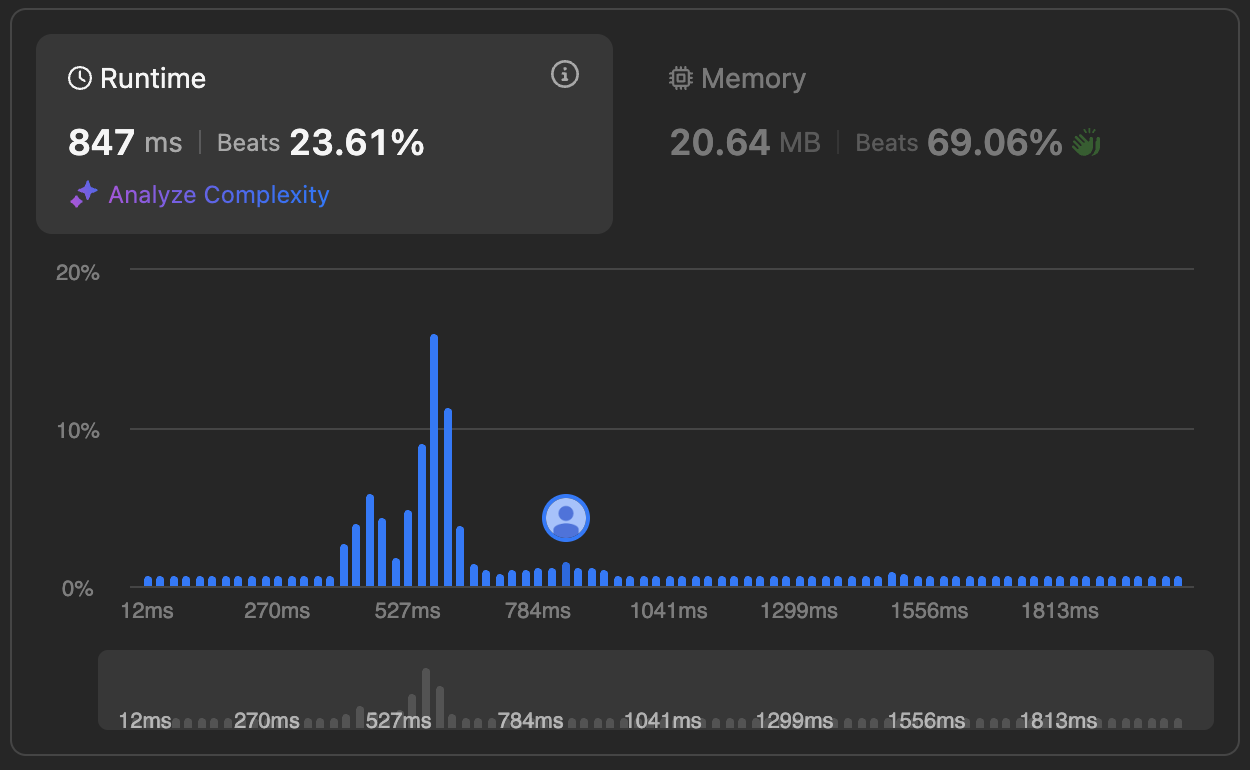 Runtime
847 ms | Beats 23.61%
Analyze Complexity
Memory
20.64 MB | Beats 69.06%
20%
10%
0%
12ms 270ms 527ms 784ms 1041ms 1299ms 1556ms 1813ms
12ms 270ms 527ms 784ms 1041ms 1299ms 1556ms 1813ms